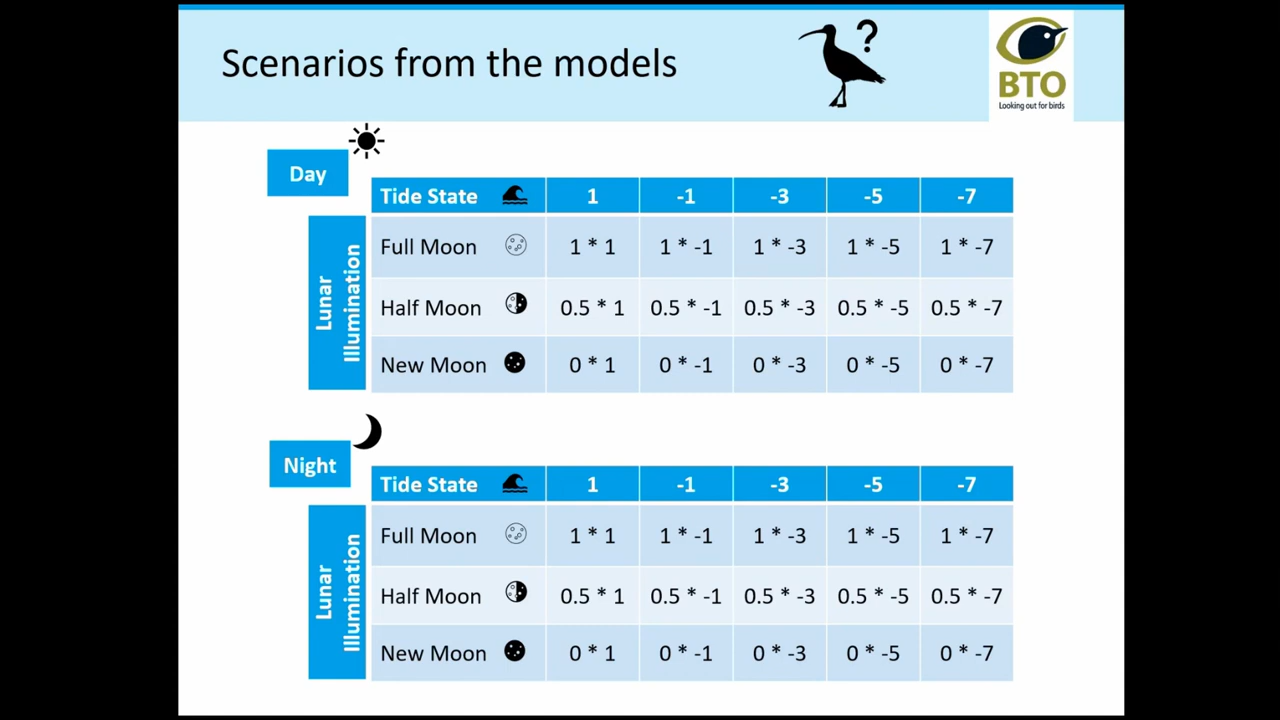 Scenarios from the models
?
BTO
Looking out for birds
Day
Tide State 1 -1 -3 -5 -7
Lunar
Illumination
Full Moon 1 * 1 1 * -1 1 * -3 1 * -5 1 * -7
Half Moon 0.5 * 1 0.5 * -1 0.5 * -3 0.5 * -5 0.5 * -7
New Moon 0 * 1 0 * -1 0 * -3 0 * -5 0 * -7
Night
Tide State 1 -1 -3 -5 -7
Lunar
Illumination
Full Moon 1 * 1 1 * -1 1 * -3 1 * -5 1 * -7
Half Moon 0.5 * 1 0.5 * -1 0.5 * -3 0.5 * -5 0.5 * -7
New Moon 0 * 1 0 * -1 0 * -3 0 * -5 0 * -7